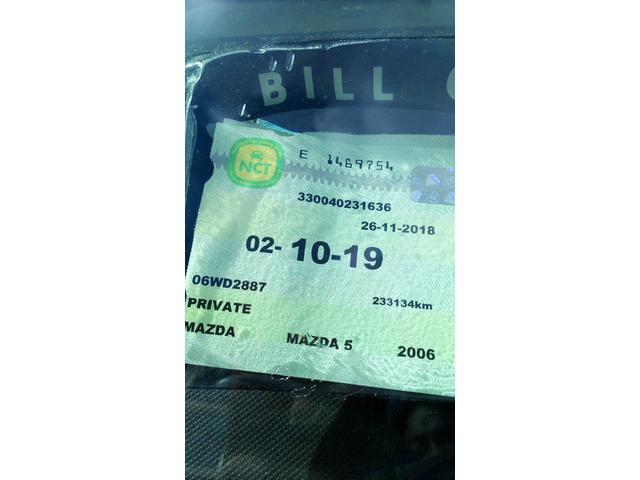 BILL
NCT
E 1469754
330040231636
26-11-2018
02- 10-19
06WD2887
233134km
PRIVATE
MAZDA MAZDA 5 2006